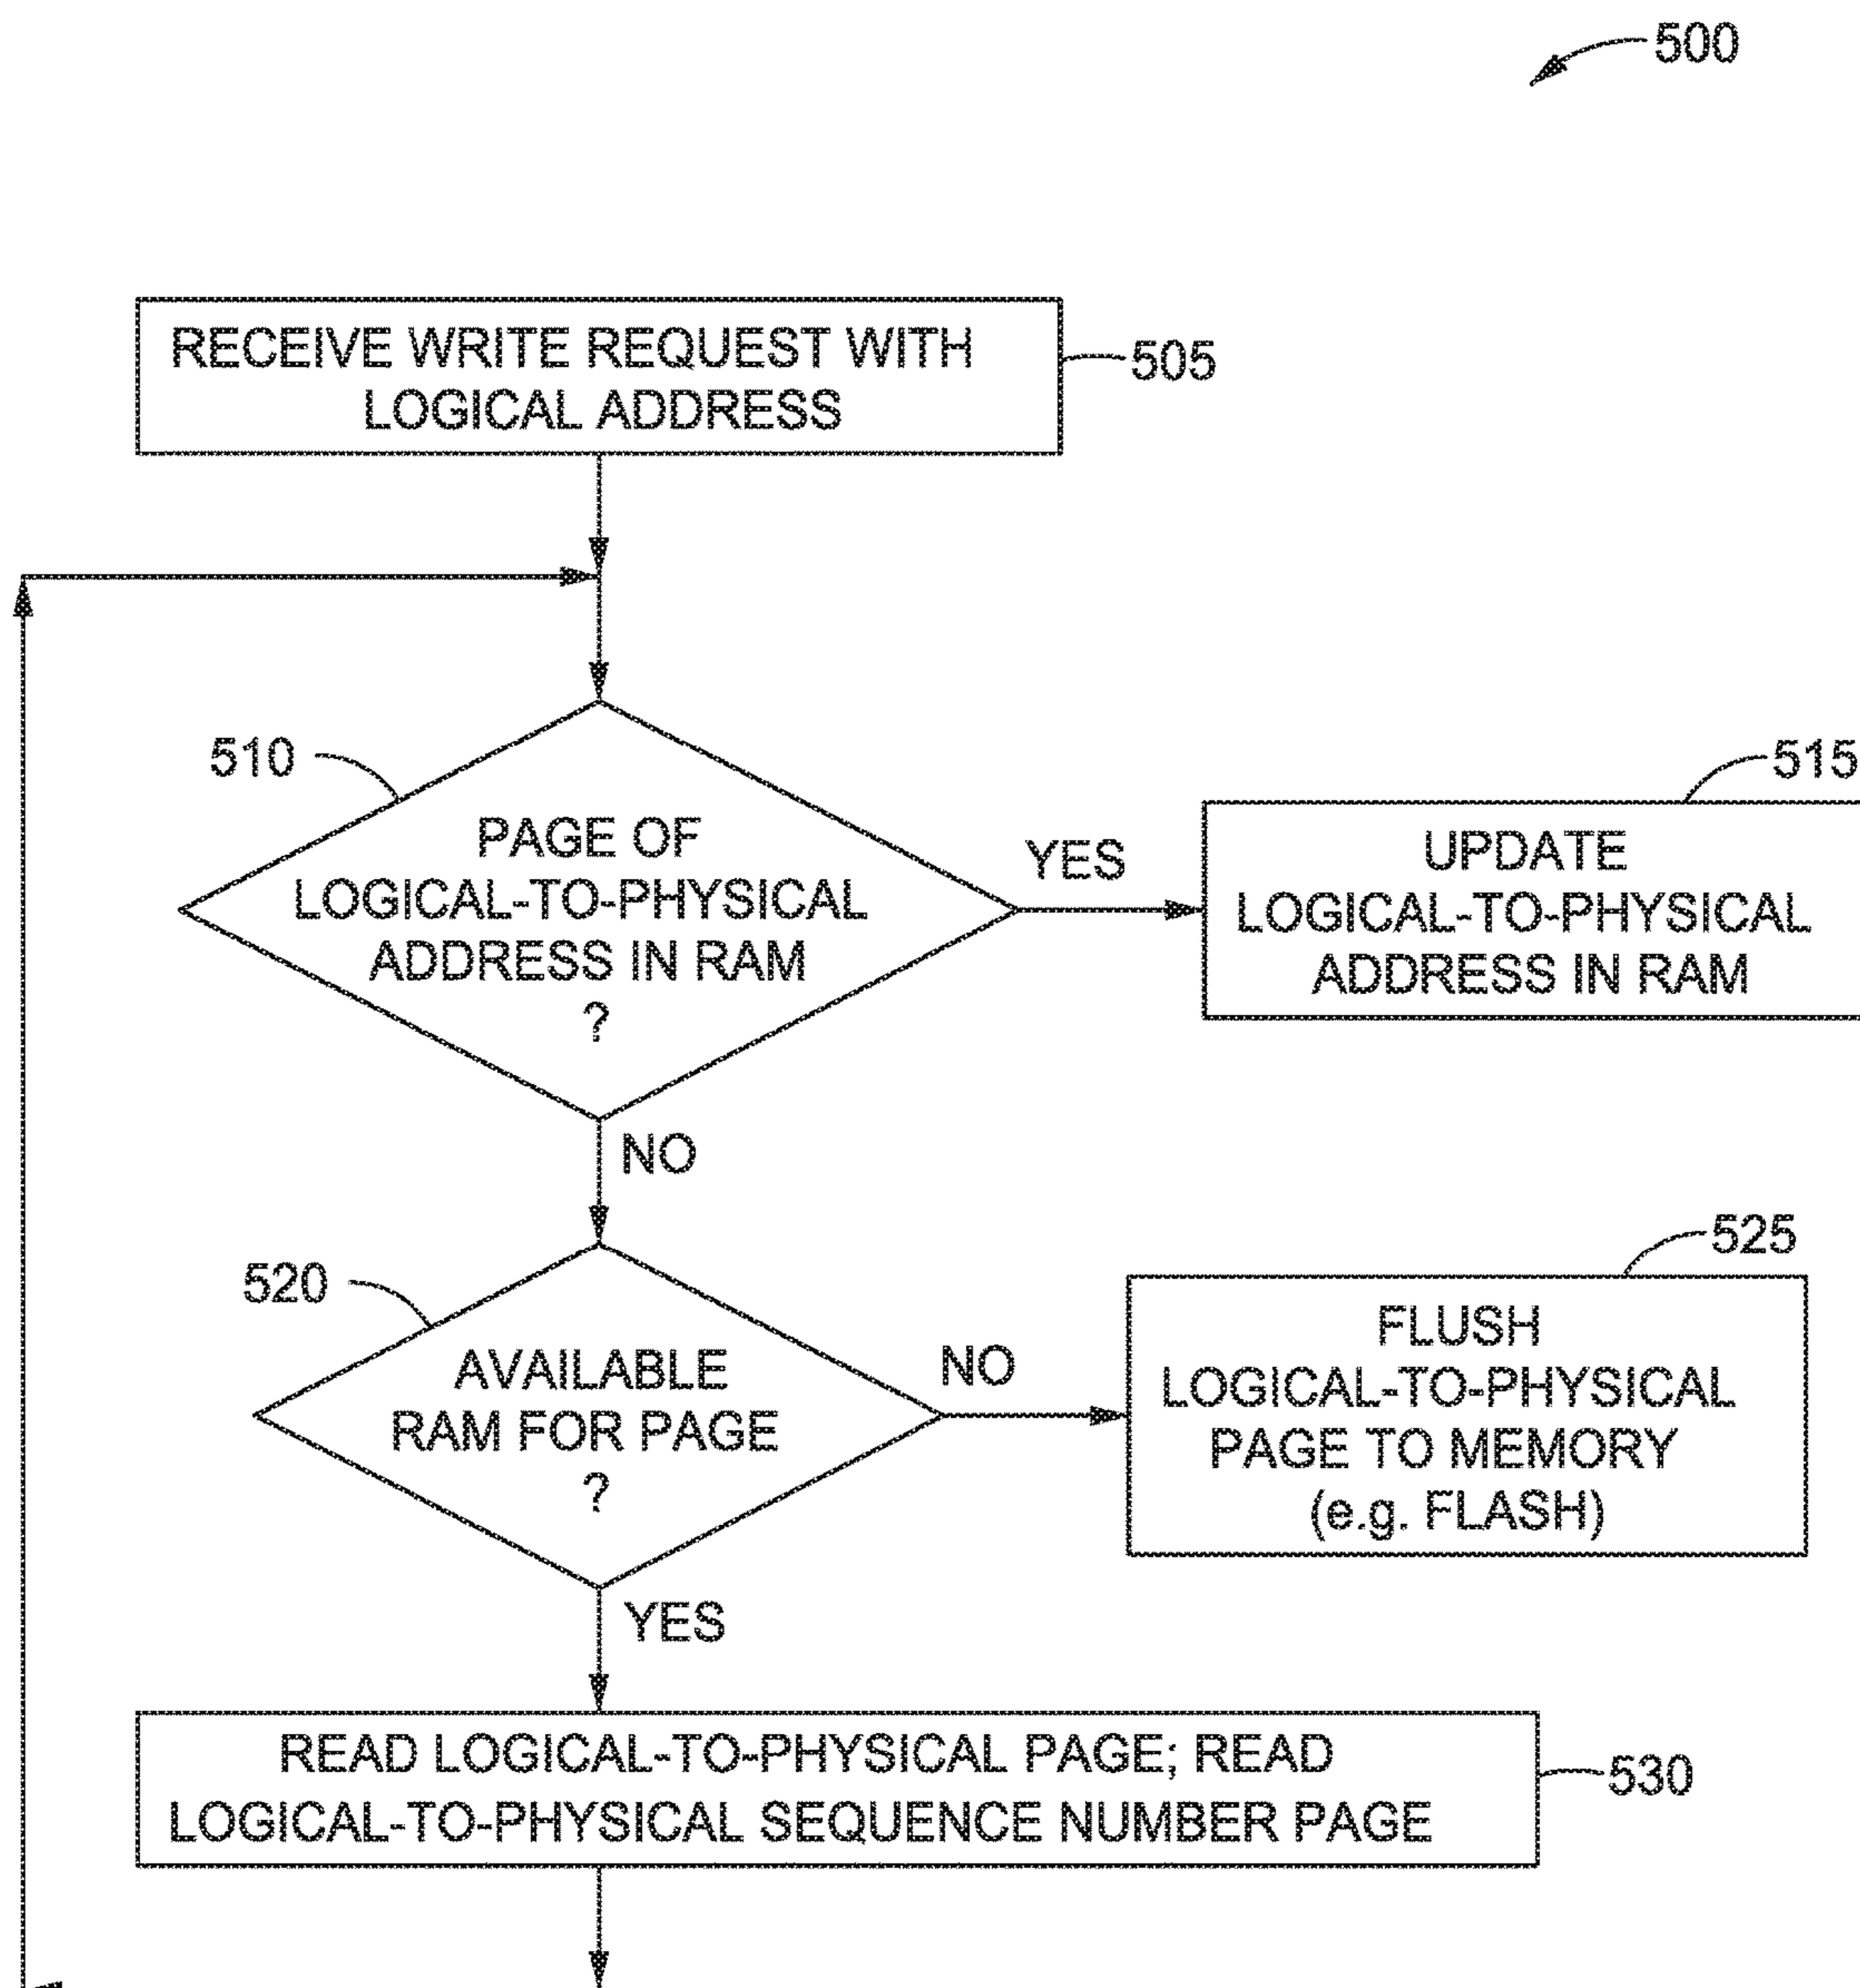 500
RECEIVE WRITE REQUEST WITH
LOGICAL ADDRESS
505
510
PAGE OF
LOGICAL-TO-PHYSICAL
ADDRESS IN RAM
?
YES
515
UPDATE
LOGICAL-TO-PHYSICAL
ADDRESS IN RAM
NO
520
AVAILABLE
RAM FOR PAGE
?
NO
525
FLUSH
LOGICAL-TO-PHYSICAL
PAGE TO MEMORY
(e.g. FLASH)
YES
READ LOGICAL-TO-PHYSICAL PAGE; READ
LOGICAL-TO-PHYSICAL SEQUENCE NUMBER PAGE
530